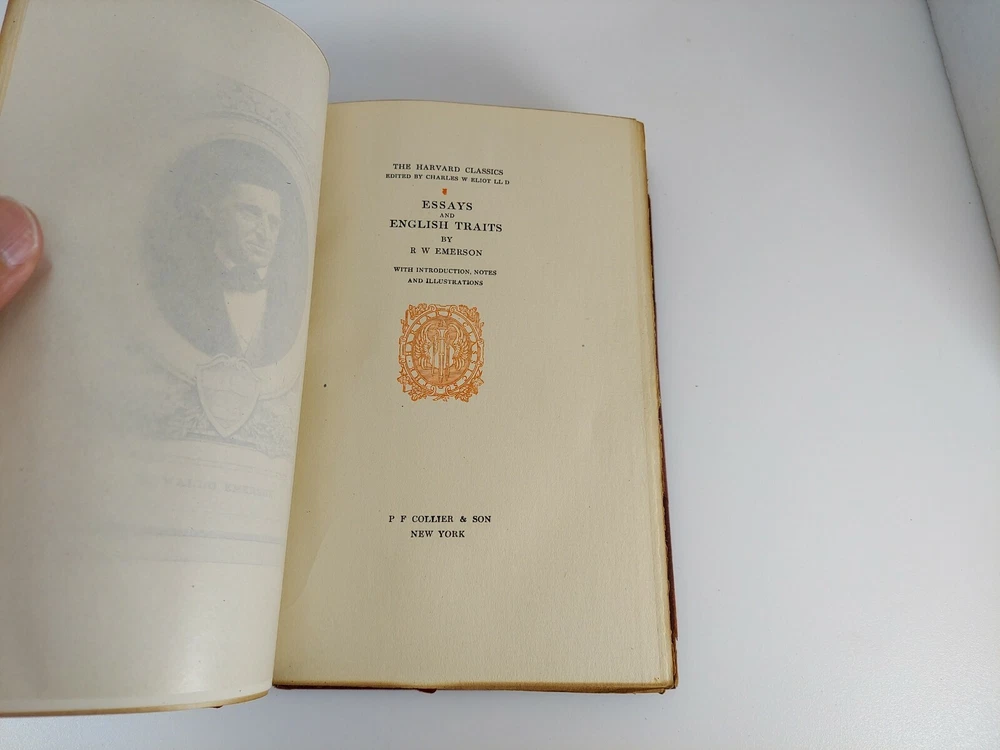 THE HARVARD CLASSICS
EDITED BY CHARLES W ELIOT LL D
ESSAYS
AND
ENGLISH TRAITS
BY
R W EMERSON
WITH INTRODUCTION, NOTES
AND ILLUSTRATIONS
P F COLLIER & SON
NEW YORK